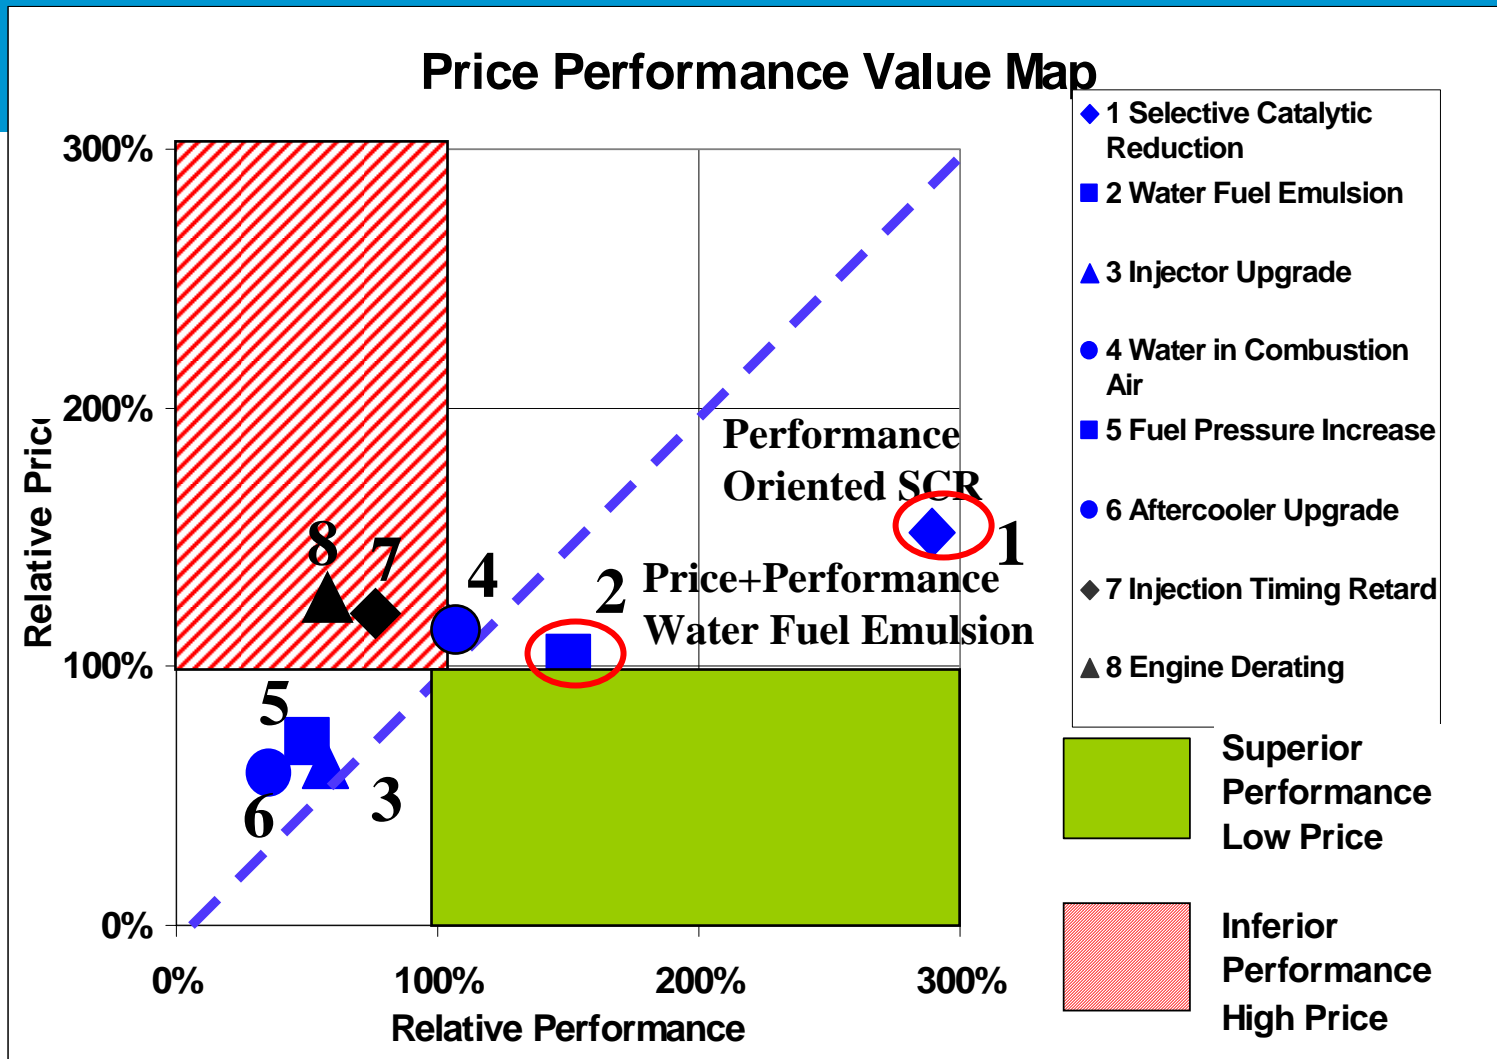 Price Performance Value Map
1 Selective Catalytic
Reduction
2 Water Fuel Emulsion
3 Injector Upgrade
4 Water in Combustion
Air
5 Fuel Pressure Increase
6 Aftercooler Upgrade
7 Injection Timing Retard
8 Engine Derating
Superior
Performance
Low Price
Inferior
Performance
High Price
Relative Price
300%
200%
100%
0%
Performance
Oriented SCR
1
Price+Performance
Water Fuel Emulsion
2
8
7
4
5
6
3
0%
100%
200%
300%
Relative Performance